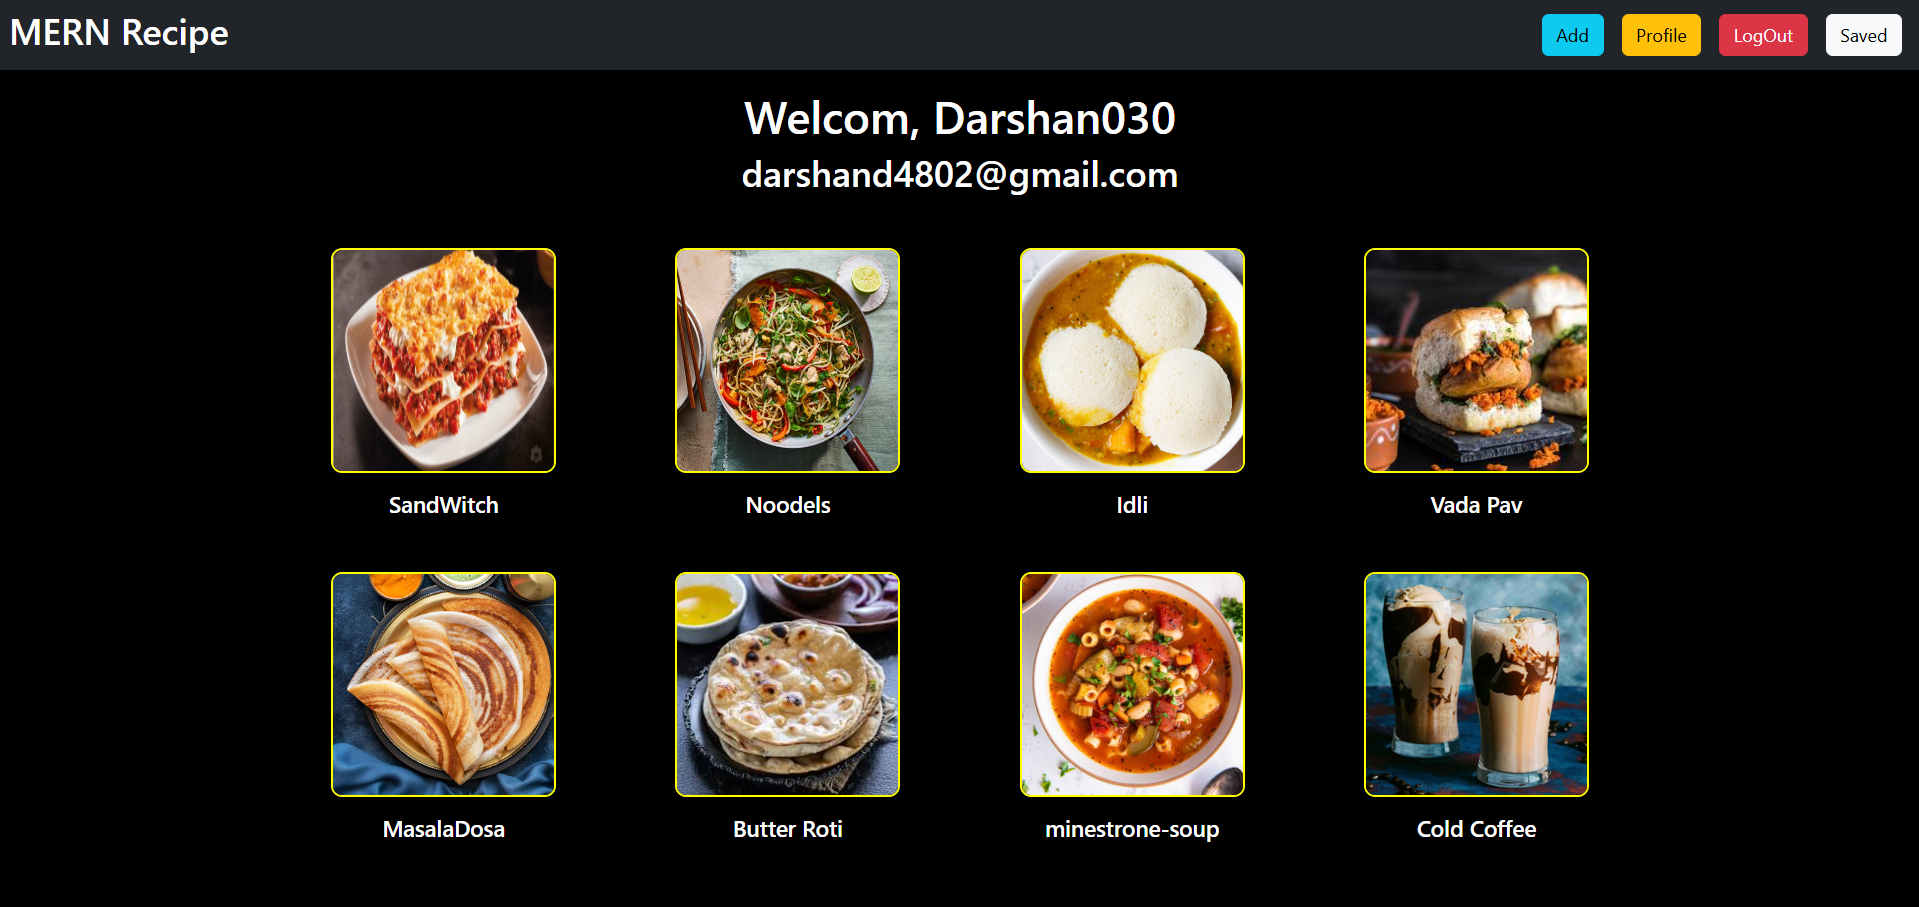 MERN Recipe
Add
Profile
LogOut
Saved
Welcom, Darshan030
darshand4802@gmail.com
SandWitch
Noodels
Idli
Vada Pav
MasalaDosa
Butter Roti
minestrone-soup
Cold Coffee